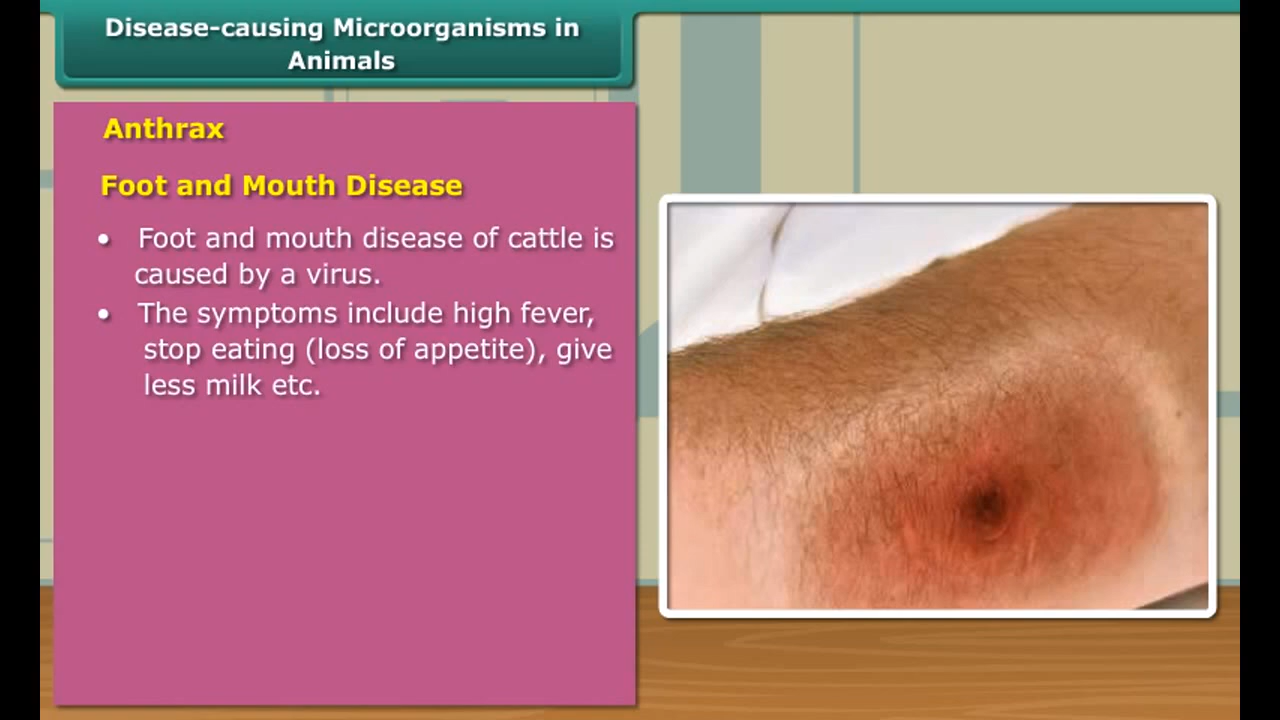 Disease-causing Microorganisms in
Animals
Anthrax
Foot and Mouth Disease
• Foot and mouth disease of cattle is
caused by a virus.
• The symptoms include high fever,
stop eating (loss of appetite), give
less milk etc.